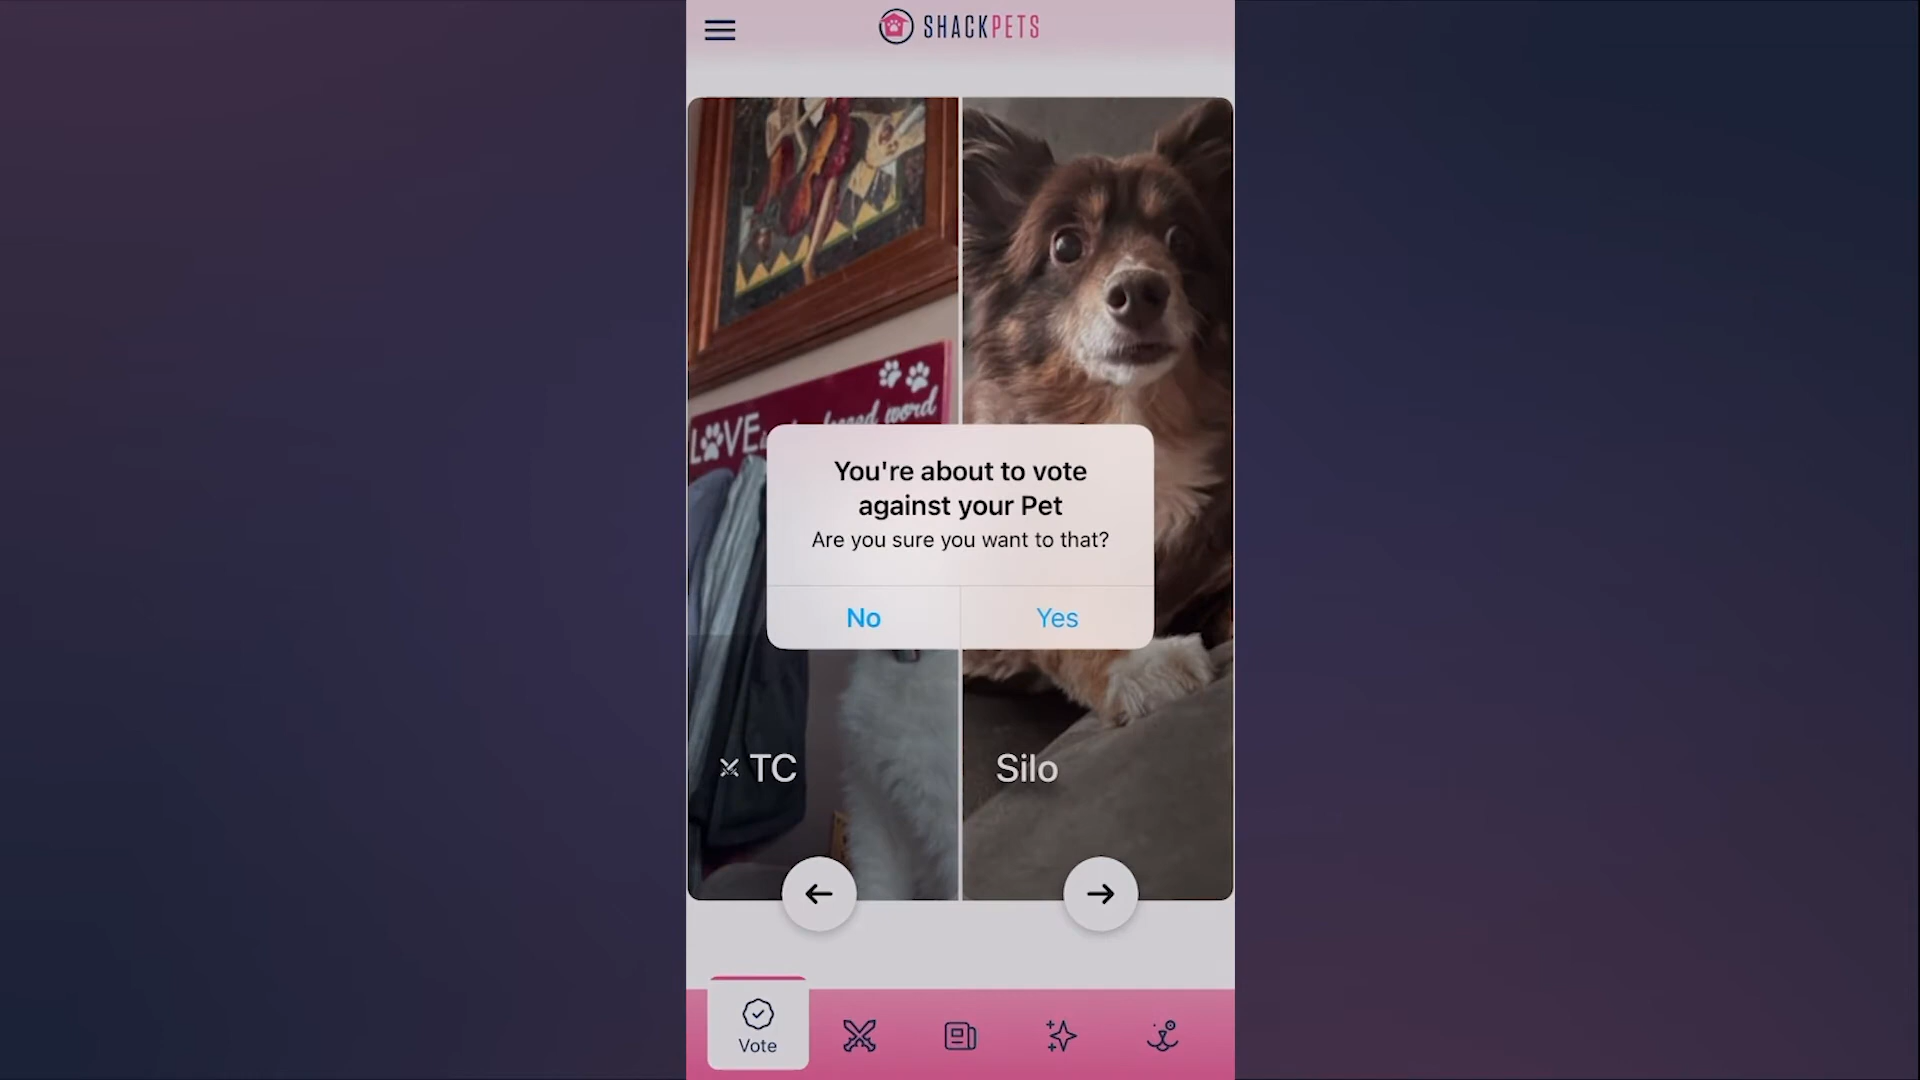 SHACKPETS
LOVE
word
You're about to vote
against your Pet
Are you sure you want to that?
No
Yes
TC
Silo
Vote